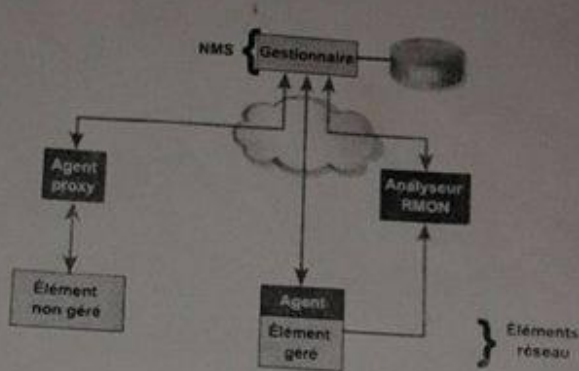 NMS { Gestionnaire
Agent
proxy
Analyseur
RMON
Élément
non géré
Agent
Élément
géré
} Éléments
réseau